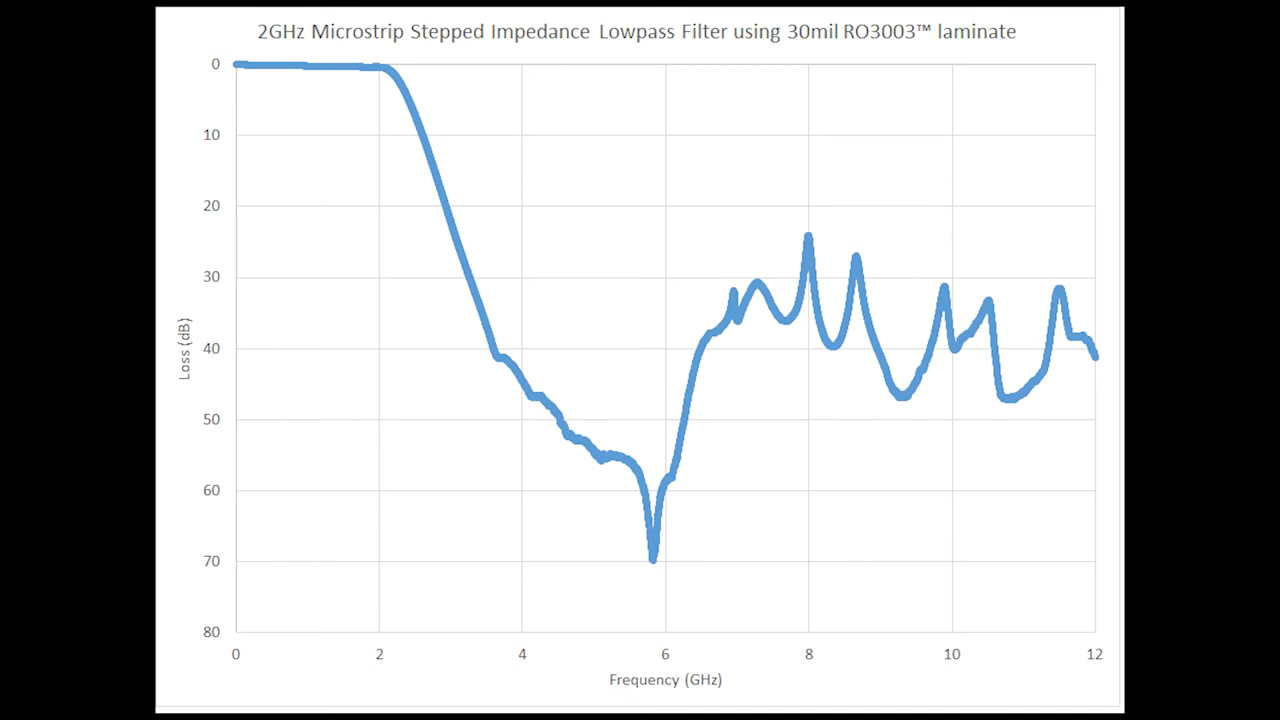 2GHz Microstrip Stepped Impedance Lowpass Filter using 30mil RO3003™ laminate
0
10
20
30
40
50
60
70
80
Loss (dB)
0 2 4 6 8 10 12
Frequency (GHz)